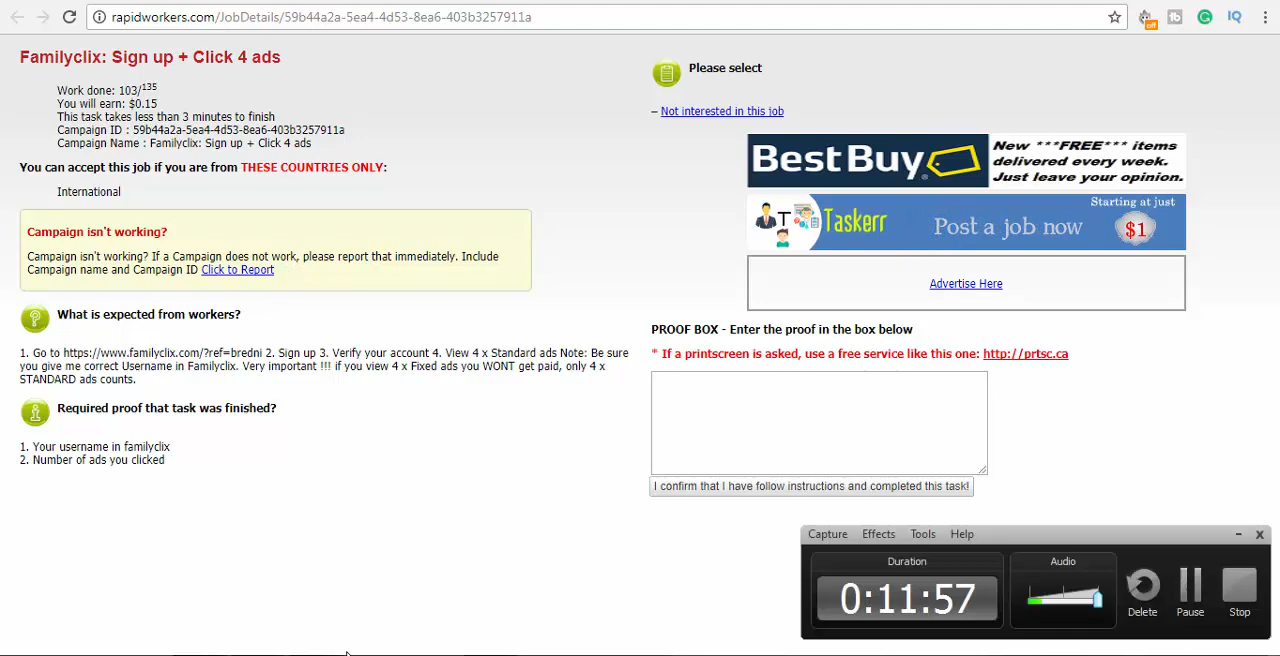 rapidworkers.com/JobDetails/59b44a2a-5ea4-4d53-8ea6-403b3257911a
off
tb
IQ
Familyclix: Sign up + Click 4 ads
Work done: 103/135
You will earn: $0.15
This task takes less than 3 minutes to finish
Campaign ID : 59b44a2a-5ea4-4d53-8ea6-403b3257911a
Campaign Name : Familyclix: Sign up + Click 4 ads
You can accept this job if you are from THESE COUNTRIES ONLY:
International
Campaign isn't working?
Campaign isn't working? If a Campaign does not work, please report that immediately. Include
Campaign name and Campaign ID Click to Report
What is expected from workers?
1. Go to https://www.familyclix.com/?ref=bredni 2. Sign up 3. Verify your account 4. View 4 x Standard ads Note: Be sure
you give me correct Username in Familyclix. Very important !!! if you view 4 x Fixed ads you WONT get paid, only 4 x
STANDARD ads counts.
Required proof that task was finished?
1. Your username in familyclix
2. Number of ads you clicked
Please select
– Not interested in this job
BEST BUY
New ***FREE*** items
delivered every week.
Just leave your opinion.
T
Taskerr
Post a job now
Starting at just
$1
Advertise Here
PROOF BOX - Enter the proof in the box below
* If a printscreen is asked, use a free service like this one: http://prtsc.ca
I confirm that I have follow instructions and completed this task!
Capture Effects Tools Help
Duration
0:11:57
Audio
Delete
Pause
Stop